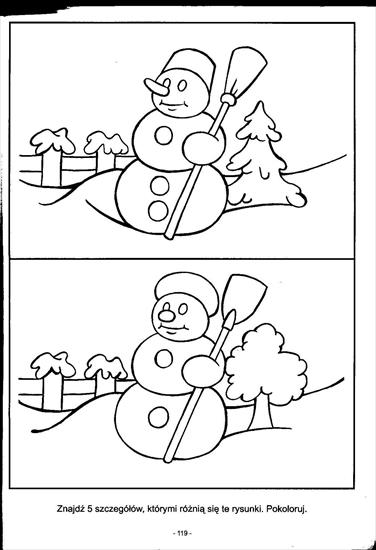 Znajdź 5 szczegółów, którymi różnią się te rysunki. Pokoloruj.
- 119 -